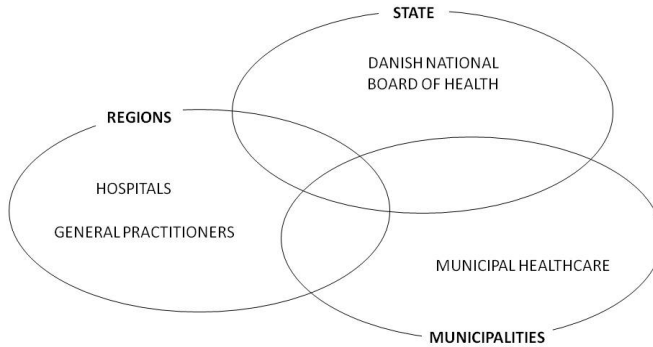 STATE
DANISH NATIONAL
BOARD OF HEALTH
REGIONS
HOSPITALS
GENERAL PRACTITIONERS
MUNICIPAL HEALTHCARE
MUNICIPALITIES